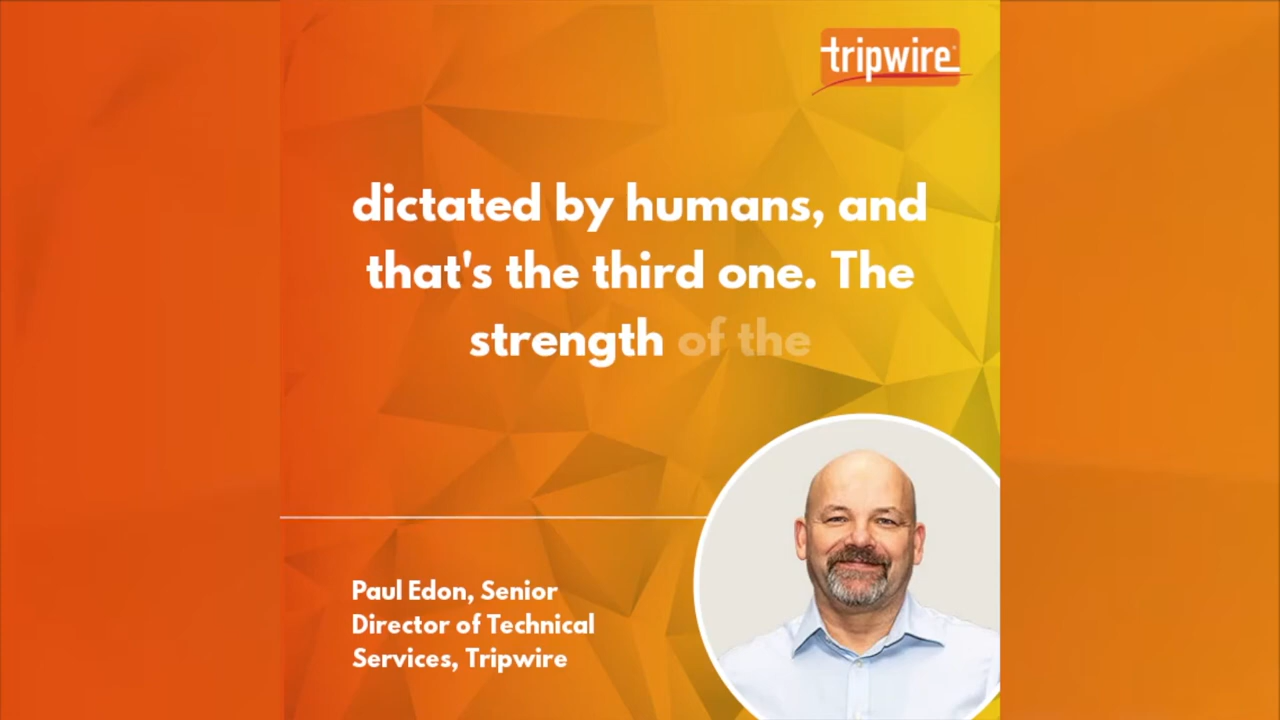 tripwire
dictated by humans, and
that's the third one. The
strength of the
Paul Edon, Senior
Director of Technical
Services, Tripwire